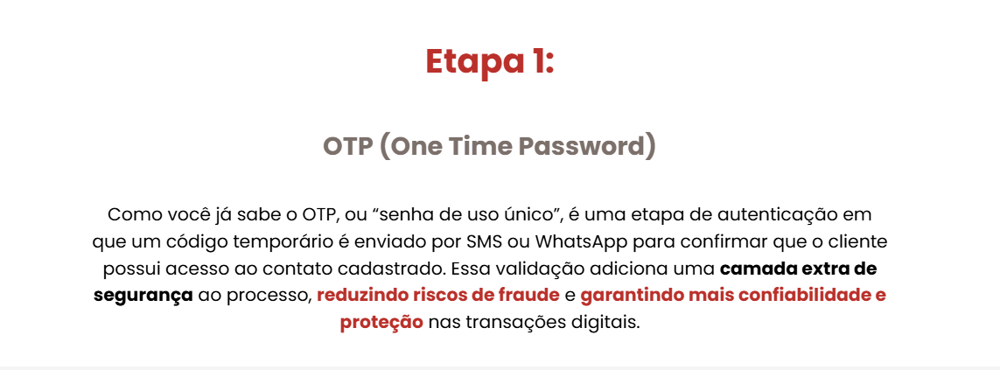 Etapa 1:
OTP (One Time Password)
Como você já sabe o OTP, ou “senha de uso único”, é uma etapa de autenticação em
que um código temporário é enviado por SMS ou WhatsApp para confirmar que o cliente
possui acesso ao contato cadastrado. Essa validação adiciona uma camada extra de
segurança ao processo, reduzindo riscos de fraude e garantindo mais confiabilidade e
proteção nas transações digitais.